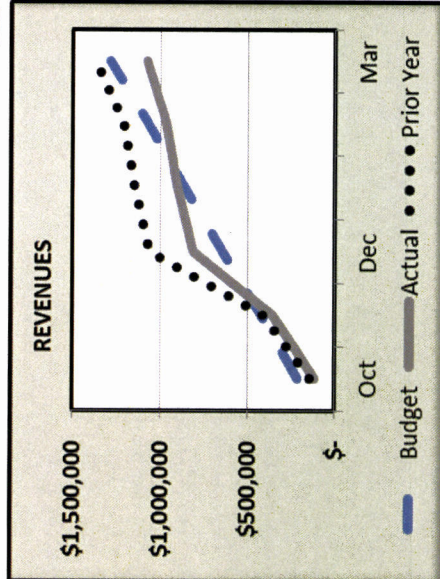 REVENUES
$1,500,000
$1,000,000
$500,000
$-
Oct Dec Mar
Budget Actual Prior Year